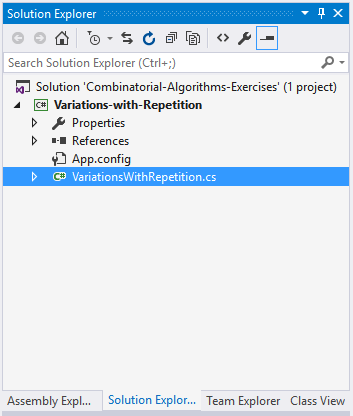 Solution Explorer
Search Solution Explorer (Ctrl+;)
Solution 'Combinatorial-Algorithms-Exercises' (1 project)
C# Variations-with-Repetition
Properties
References
App.config
C# VariationsWithRepetition.cs
Assembly Expl... Solution Explor... Team Explorer Class View